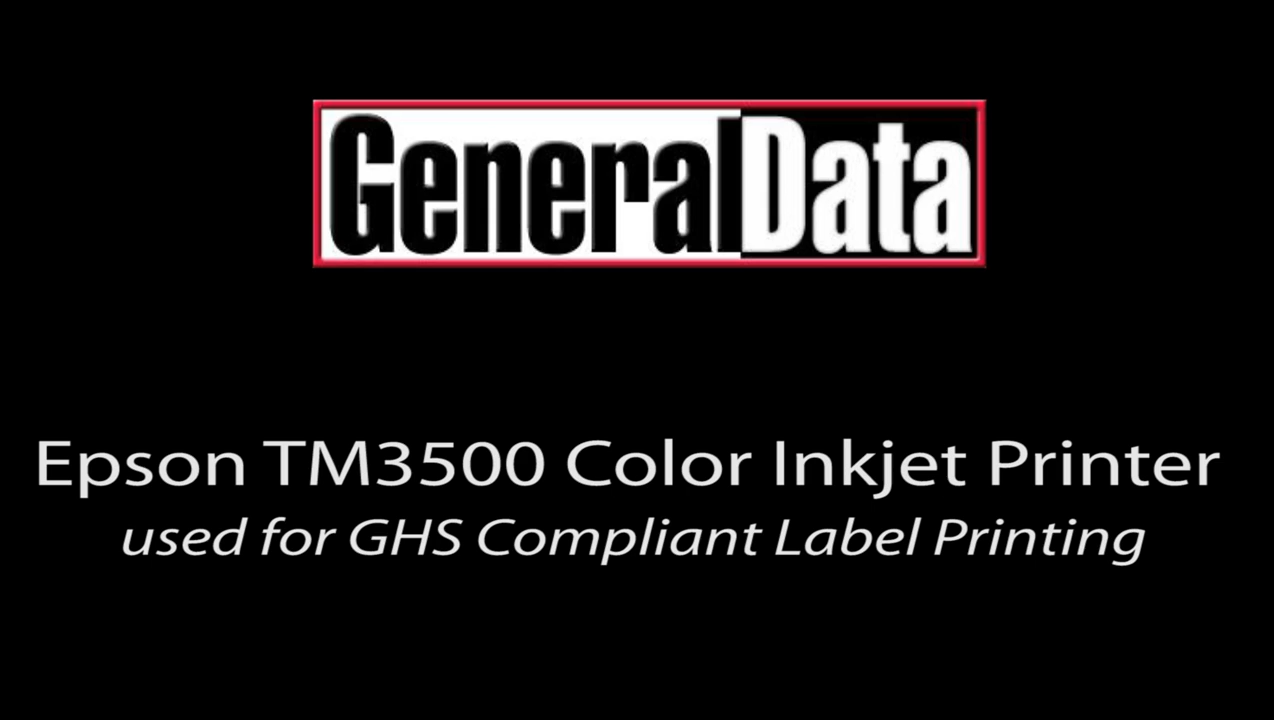 GeneralData
Epson TM3500 Color Inkjet Printer
used for GHS Compliant Label Printing